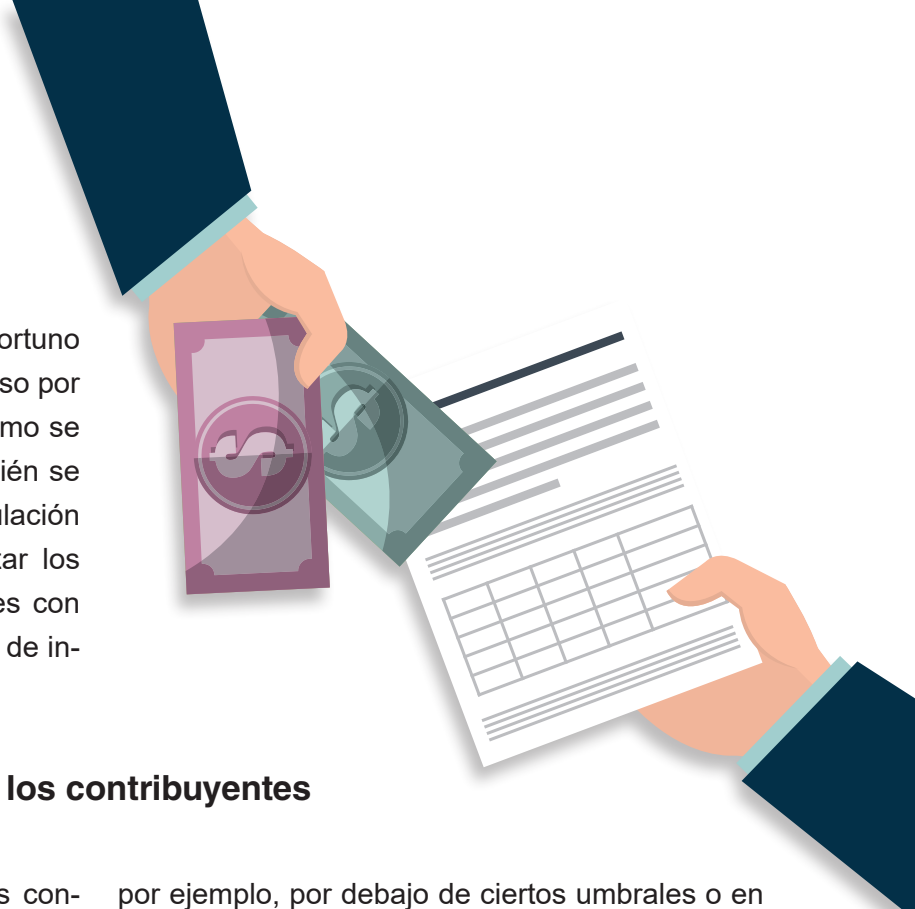 ortuno
so por
mo se
ién se
ulación
tar los
es con
de in-
los contribuyentes
s con-
por ejemplo, por debajo de ciertos umbrales o en